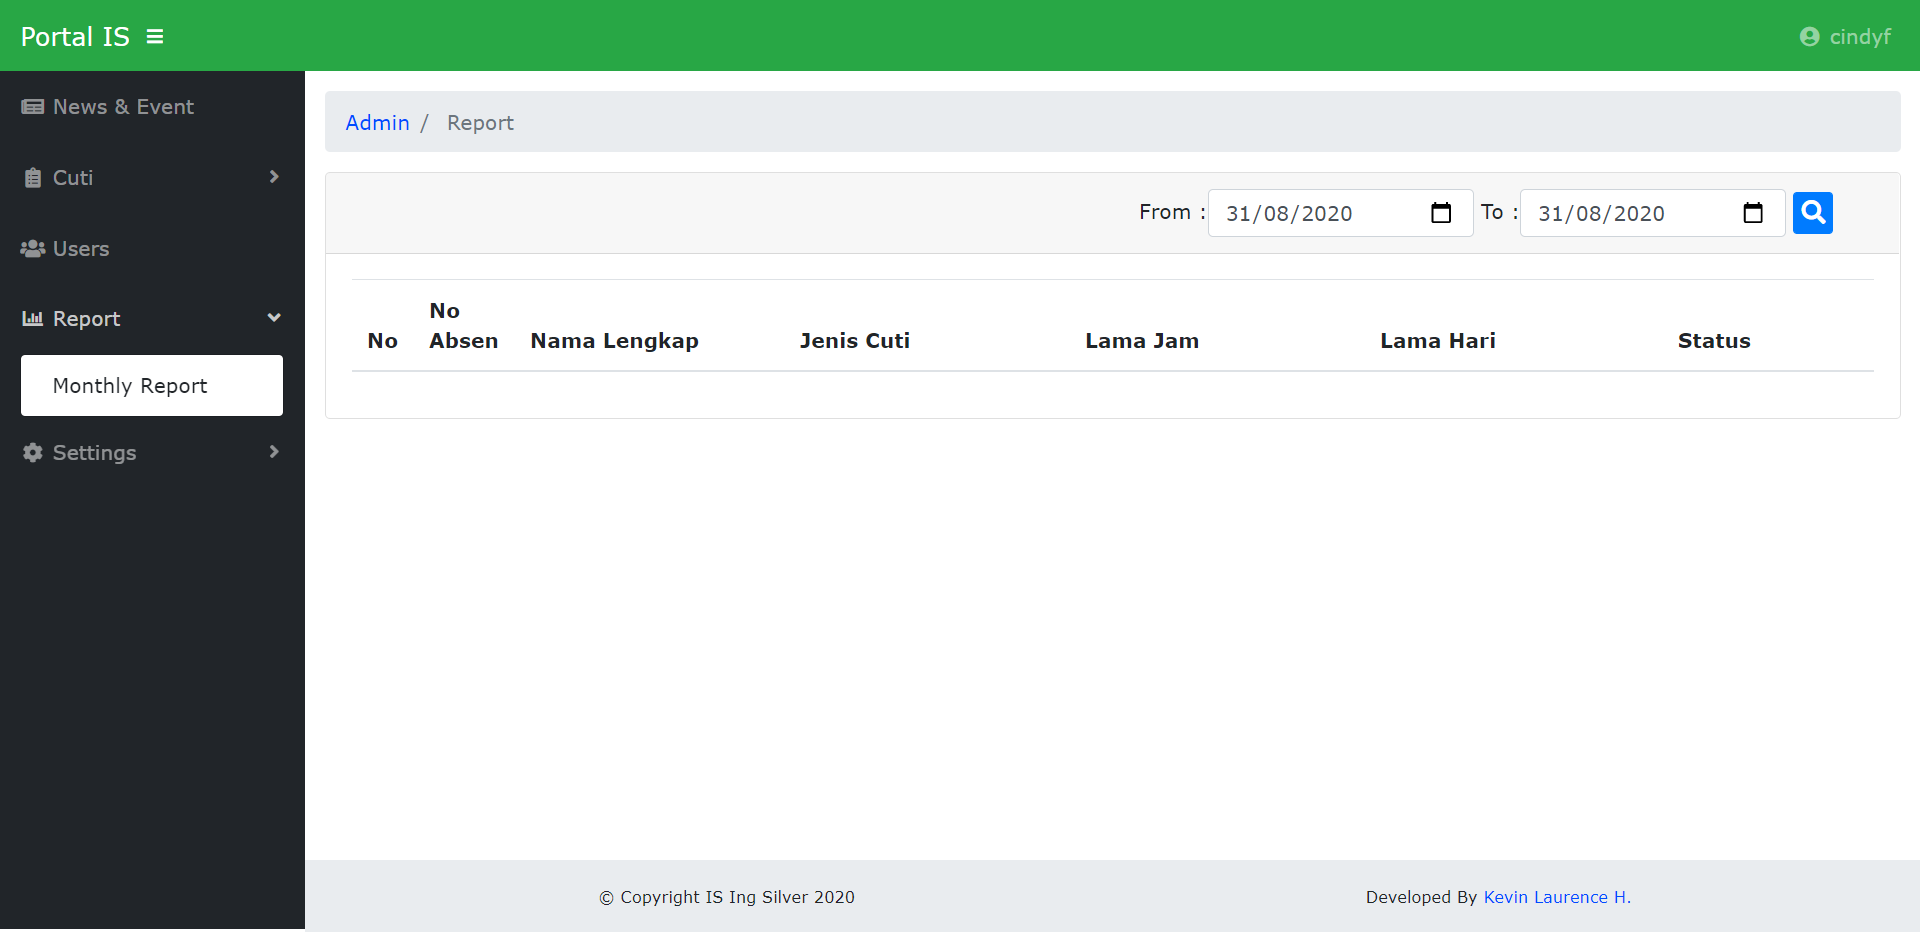 Portal IS
cindyf
News & Event
Cuti
Users
Report
Monthly Report
Settings
Admin / Report
From : 31/08/2020 To : 31/08/2020
No No Absen Nama Lengkap Jenis Cuti Lama Jam Lama Hari Status
© Copyright IS Ing Silver 2020
Developed By Kevin Laurence H.